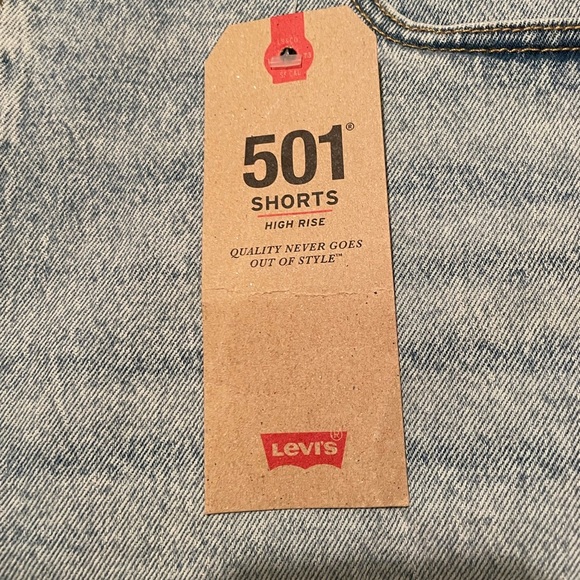 501®
SHORTS
HIGH RISE
QUALITY NEVER GOES
OUT OF STYLE™
LEVI'S®